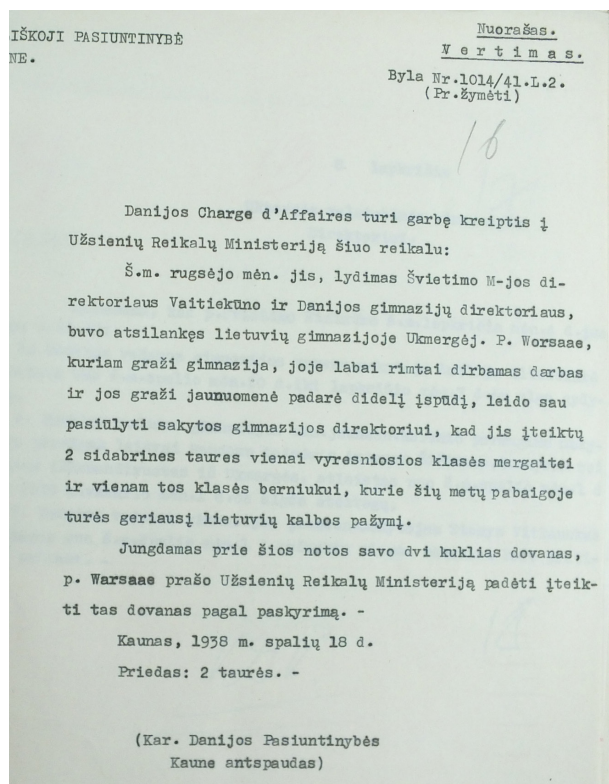 IŠKOJI PASIUNTINYBĖ
NE.
Nuorašas.
Vertimas.
Byla Nr.1014/41.L.2.
(Pr.žymėti)
16
Danijos Charge d'Affaires turi garbę kreiptis į
Užsienių Reikalų Ministeriją šiuo reikalu:
Š.m. rugsėjo mėn. jis, lydimas Švietimo M-jos di-
rektoriaus Vaitiekūno ir Danijos gimnazijų direktoriaus,
buvo atsilankęs lietuvių gimnazijoje Ukmergėj. P. Worsaae,
kuriam graži gimnazija, joje labai rimtai dirbamas darbas
ir jos graži jaunuomenė padarė didelį įspūdį, leido sau
pasiūlyti sakytos gimnazijos direktoriui, kad jis įteiktų
2 sidabrines taures vienai vyresniosios klasės mergaitei
ir vienam tos klasės berniukui, kurie šių metų pabaigoje
turės geriausį lietuvių kalbos pažymį.
Jungdamas prie šios notos savo dvi kuklias dovanas,
p. Warsaae prašo Užsienių Reikalų Ministeriją padėti įteik-
ti tas dovanas pagal paskyrimą. -
Kaunas, 1938 m. spalių 18 d.
Priedas: 2 taurės. -
(Kar. Danijos Pasiuntinybės
Kaune antspaudas)